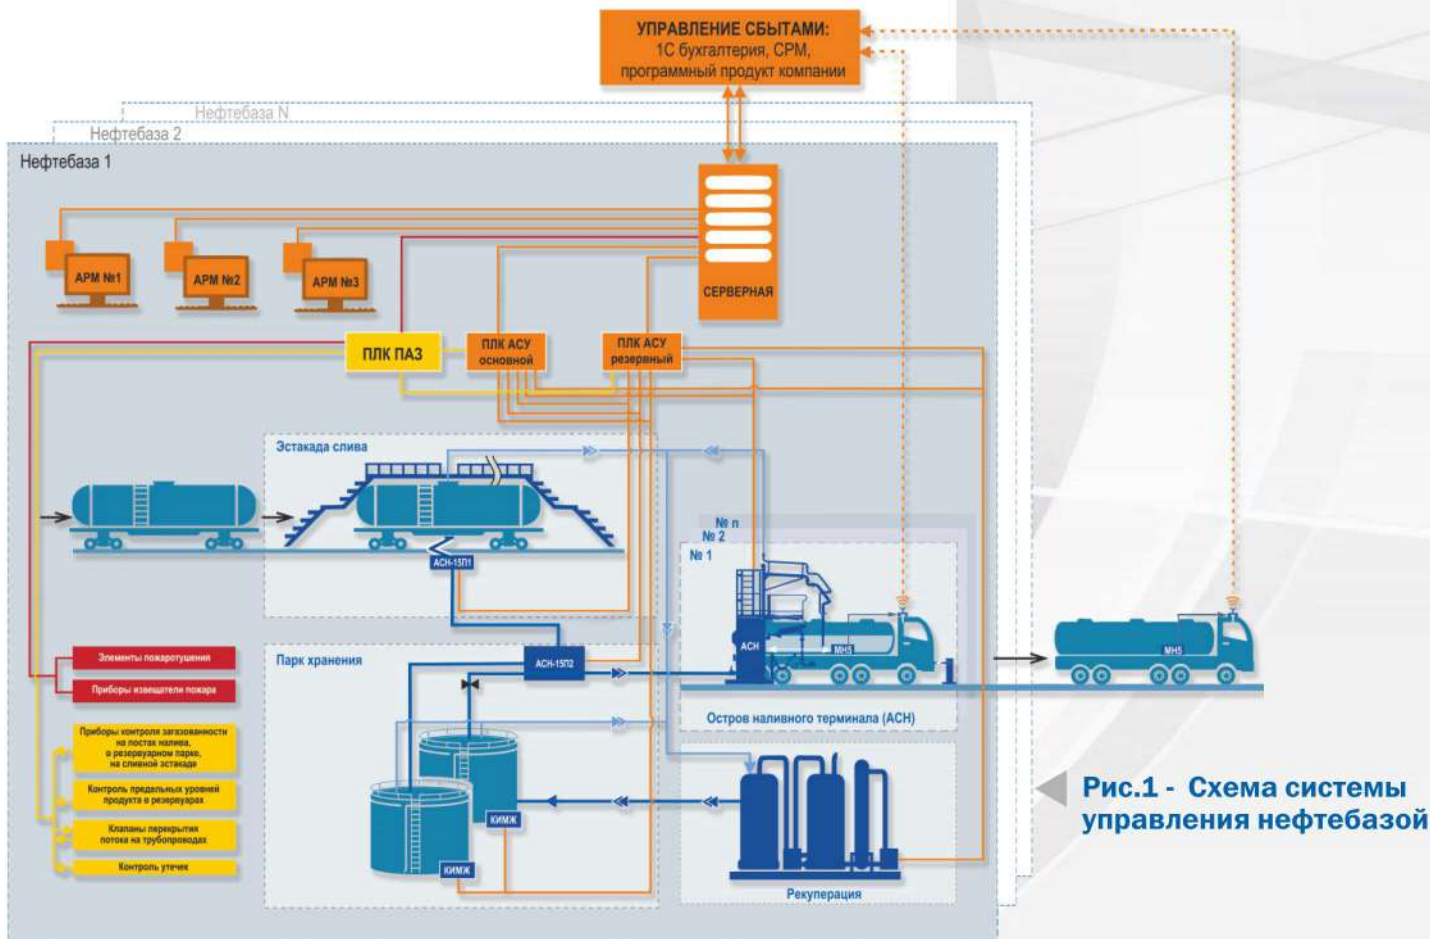 УПРАВЛЕНИЕ СБЫТАМИ:
1С бухгалтерия, СРМ,
программный продукт компании
Нефтебаза N
Нефтебаза 2
Нефтебаза 1
АРМ №1
АРМ №2
АРМ №3
СЕРВЕРНАЯ
ПЛК ПАЗ
ПЛК АСУ
основной
ПЛК АСУ
резервный
Эстакада слива
АСН-15П1
№ n
№ 2
№ 1
АСН
МН5
МН5
Остров наливного терминала (АСН)
Парк хранения
АСН-15П2
КИМЖ
КИМЖ
Рекуперация
Элементы пожаротушения
Приборы извещатели пожара
Приборы контроля загазованности
на постах налива,
о резервуарном парке,
на сливной эстакаде
Контроль предельных уровней
продукта о резервуарах
Клапаны перекрытия
потока на трубопроводах
Контроль утечек
Рис.1 - Схема системы
управления нефтебазой